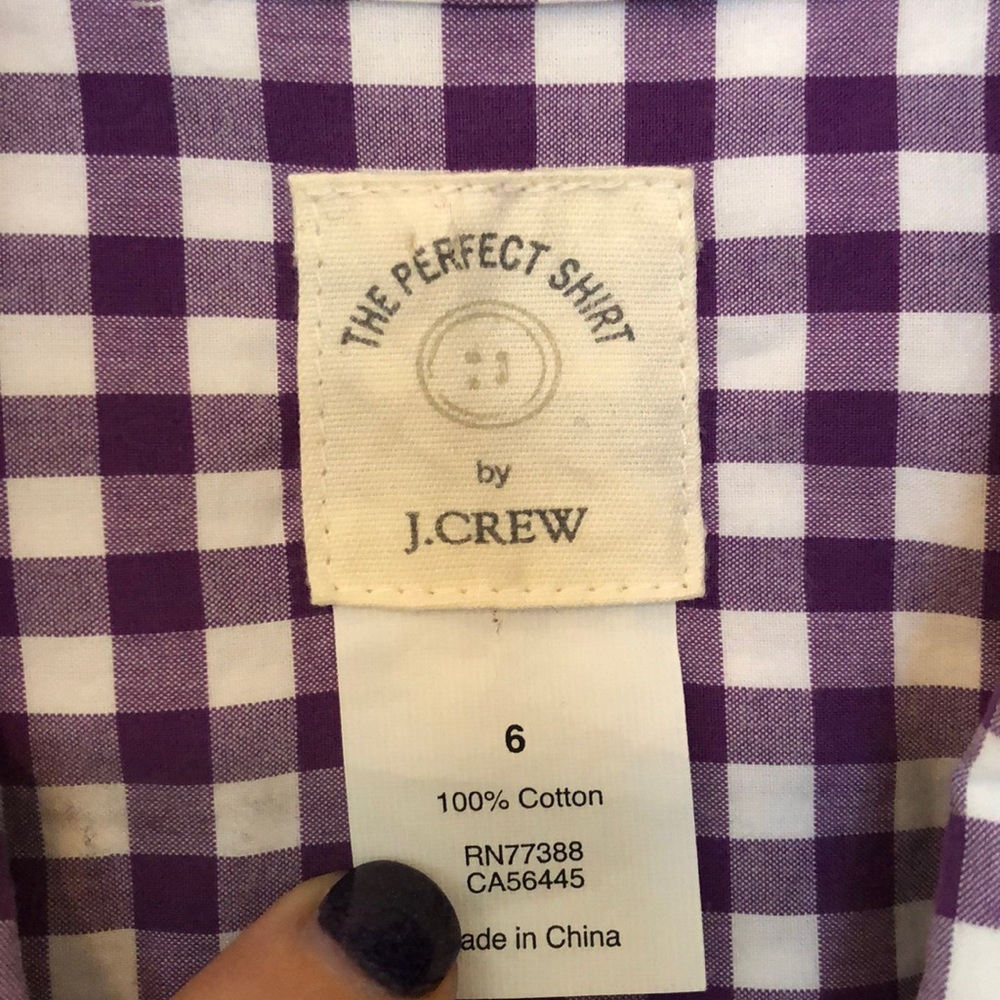 THE PERFECT SHIRT
by
J.CREW
6
100% Cotton
RN77388
CA56445
ade in China